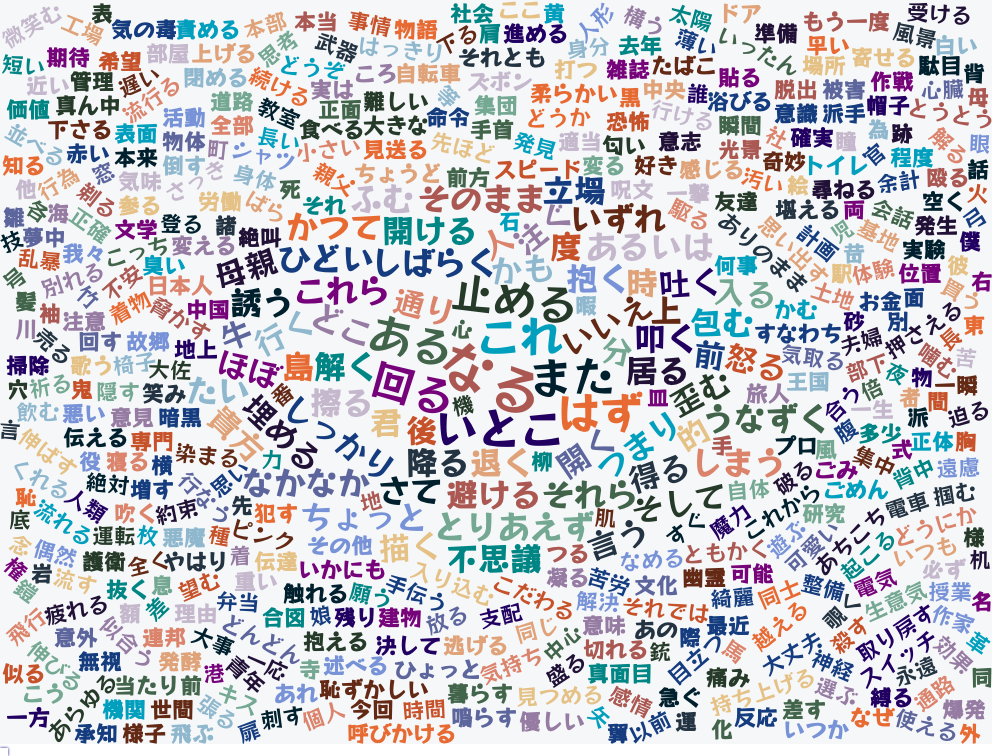 微笑む 工場 表 気の毒 責める 本部 本当 事情 物語 社会 ここ 黄 人形 構う 太陽 ドア 準備 もう一度 受ける
武器 はっきり 下る 肩 進める 身分 去年 薄い いったん 早い 風景 白い
短い 期待 希望 部屋 上げる 思考 どうぞ ころ 自転車 それとも ズボン 打つ 雑誌 たばこ 場所 寄せる 駄目 背
近い 管理 遅い 閉める 続ける 実は 柔らかい 黒 中央 誰 貼る 脱出 被害 作戦 心臓 母
価値 真ん中 流行る 道路 教室 正面 難しい 命令 集団 どうか 恐怖 行ける 浴びる 意識 派手 帽子 とうとう
並べる 下さる 表面 活動 全部 長い 食べる 大きな 手首 発見 適当 匂い 意志 瞬間 社 確実 瞳 為 跡 眼
知る 赤い 窓 本来 物体 町 シャツ 小さい 見送る 先ほど スピード 変える 好き 感じる 光景 奇妙 トイレ 官 程度 殴る 話
他 行為 気味 倒す 身体 死 親父 ちょうど 前方 立場 呪文 一撃 友達 汚い 絵 尋ねる 余計 火
雛 各 海 剃る 正確 参る さっき 労働 ばら それ ふむ そのまま 石 いずれ 駆る 堪える 両 会話 空く 僕
技 夢中 文学 登る 諸 かつて 開ける 度 あるいは ありのまま 思い出す 計画 児 基地 発生
乱暴 我々 こっち 変える 絶叫 ひどい しばらく かも 抱く 時 吐く 何事 昔 駅 体験 実験 彼
髪 別れる 不安 臭い 日本人 母親 これら 通り 止める 暇 いいえ 上 入る 土地 位置 買う 右
川 袖 注意 着物 脅かす 中国 誘う どこ ある 心 これ 叩く 包む かむ お金 面 東
売る 回す 故郷 牛 行く 分 前 怒る すなわち 砂 別 押さえる 長
掃除 歌う 椅子 地上 ほぼ 島 解く 回る なる また 居る 気取る 夫婦 噛む 苦
穴 祈る 鬼 隠す 大佐 笑み たい 擦る 機 はず 皿 歪む 旅人 王国 部下 夜 物 一瞬
飲む 悪い 意見 暗黒 貴方 埋める しっかり 君 後 いとこ つまり 的 うなずく 合う 倍 一生 者 間 派 迫る
言 伸ばす 伝える 専門 染まる 力 降る 退く 柳 開く 得る 手 しまう プロ 風 腹 多少 式 正体 胸
くれる 役 寝る 横 なかなか さて 避ける それら そして 自体 破る ごみ 集中 背中 遠慮
恥 絶対 増す 行なう 思い 先 犯す ちょっと 地 とりあえず 肌 魔力 これから ごめん 電車 掴む
底 流れる 人類 吹く 約束 種 ピンク その他 描く 不思議 言う すぐ 遊ぶ 研究 あちこち どうにか
念 偶然 運転 枚 悪魔 着 伝達 入り込む つる なめる ともかく 可愛い 起こる いつも 様
権 岩 護衛 全く やはり 重い いかにも 凝る 苦労 文化 幽霊 可能 必ず 机
鎧 流す 抜く 息 望む 触れる 願う 手伝う こだわる 解決 それでは 綺麗 同士 整備 電気 授業 名
飛行 疲れる 額 差 理由 弁当 合図 娘 残り 建物 放る 支配 同じ 中心 意味 あの 際 最近 越える 覗く 生意気 作家
伸び 意外 出合う 連邦 大事 どんどん 抱える 決して 逃げる 切れる 銃 馬 殺す 取り戻す 革
似る 無視 発酵 港 青年 一応 寺 述べる ひょっと 気持ち 盛る 真面目 目立つ 痛み 大丈夫 神経 スイッチ 効果
こうる 当たり前 キス あれ 恥ずかしい 暮らす 見つめる 感情 急ぐ 持ち上げる 選ぶ 縛る 永遠 通路 同
一方 あらゆる 機関 世間 張る 個人 今回 時間 鳴らす 優しい 矢 以前 運 反応 差す なぜ 使える 爆発
承知 様子 飛ぶ 扉 刺す 呼びかける 翼 化 いつか 外